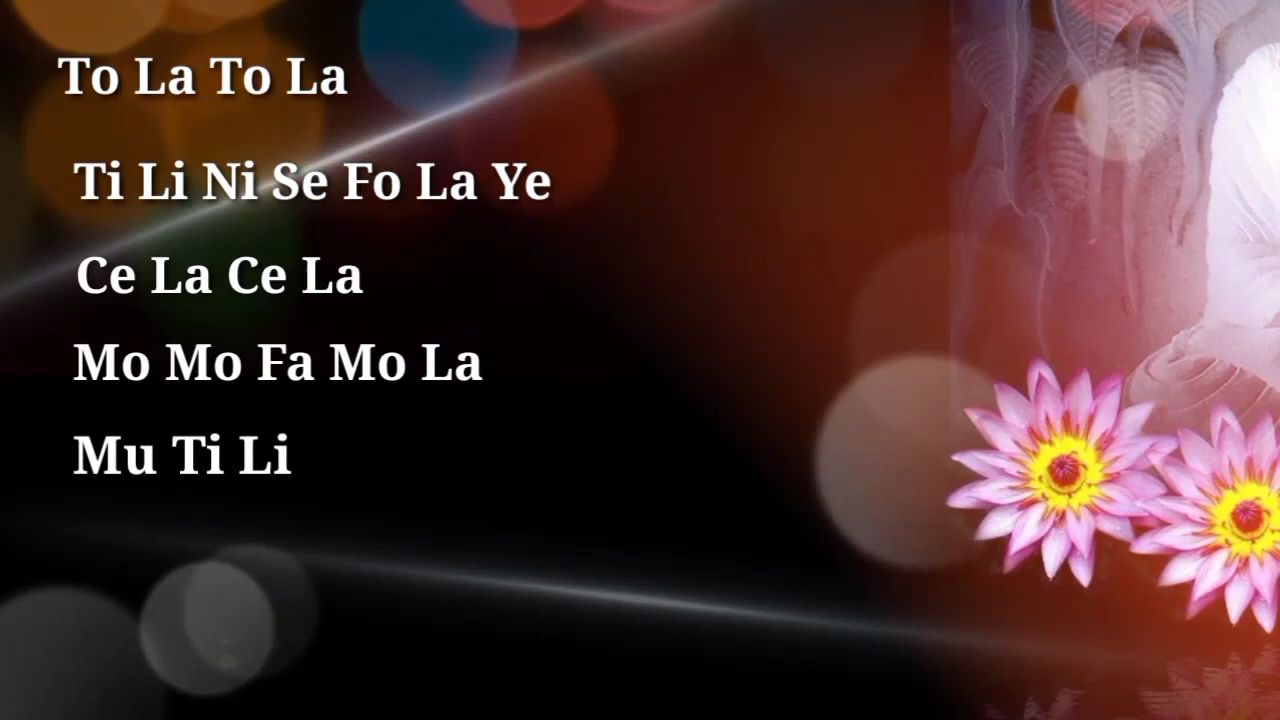 To La To La
Ti Li Ni Se Fo La Ye
Ce La Ce La
Mo Mo Fa Mo La
Mu Ti Li